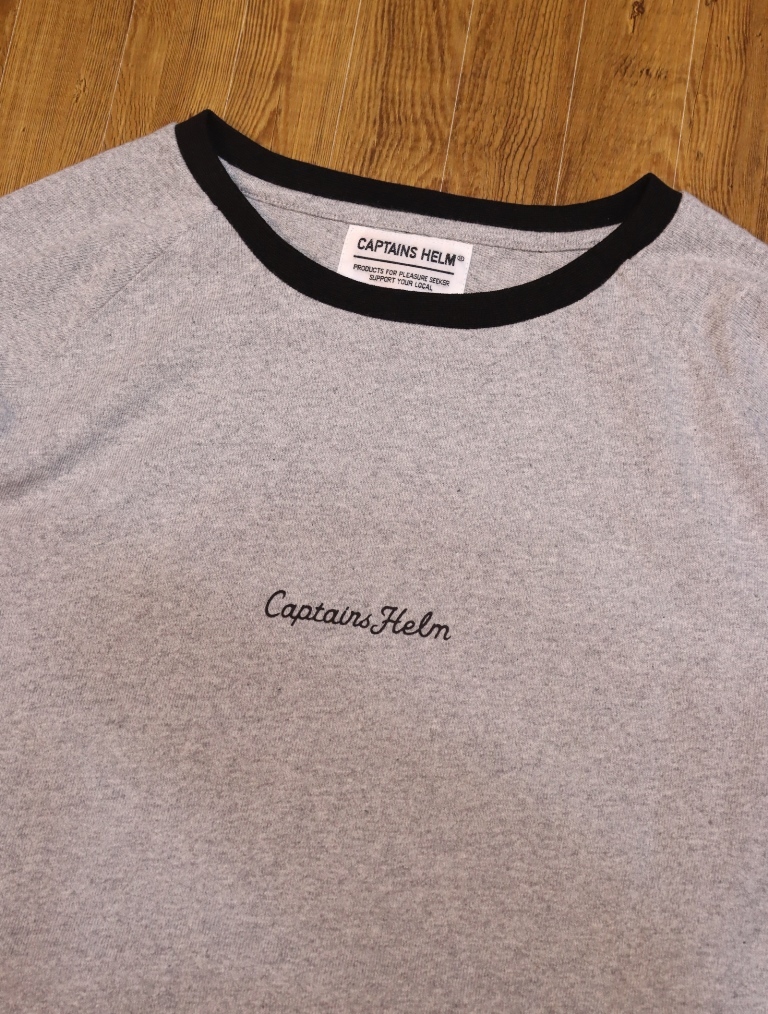 CAPTAINS HELM®
PRODUCTS FOR PLEASURE SEEKER
SUPPORT YOUR LOCAL
Captains Helm